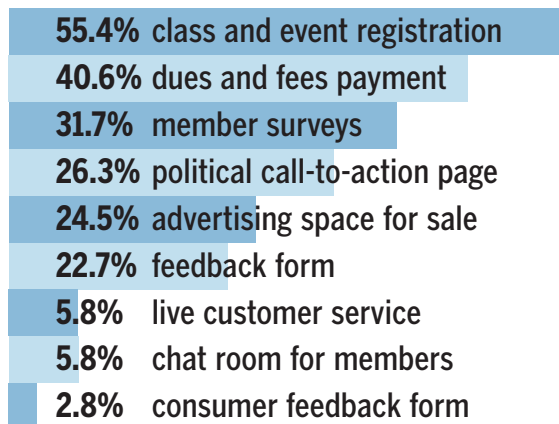 55.4% class and event registration
40.6% dues and fees payment
31.7% member surveys
26.3% political call-to-action page
24.5% advertising space for sale
22.7% feedback form
5.8% live customer service
5.8% chat room for members
2.8% consumer feedback form